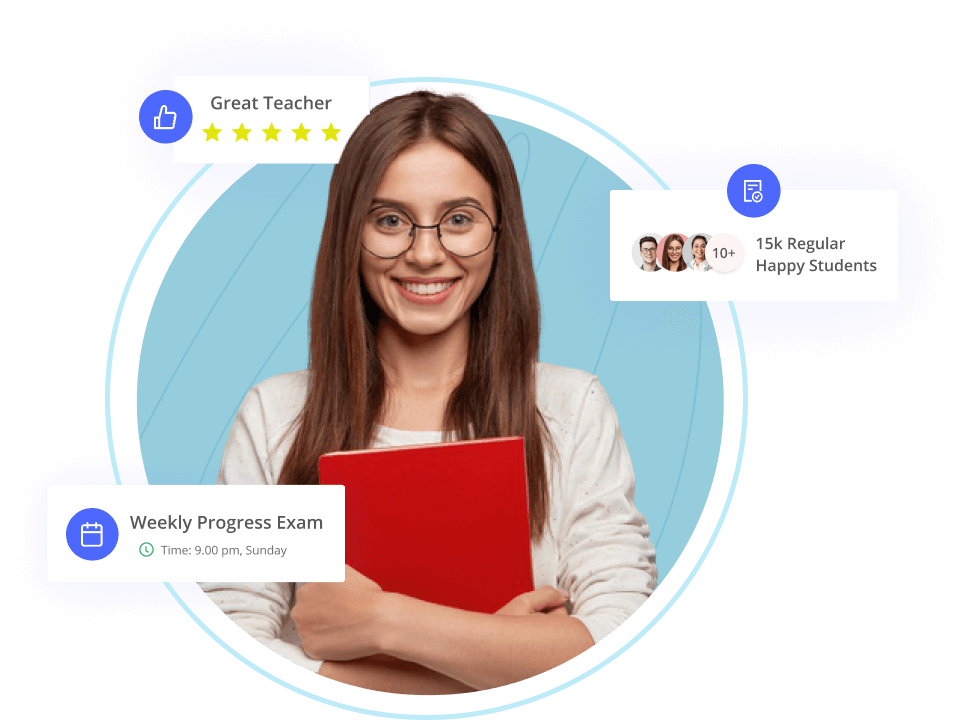 Great Teacher
10+
15k Regular
Happy Students
Weekly Progress Exam
Time: 9.00 pm, Sunday